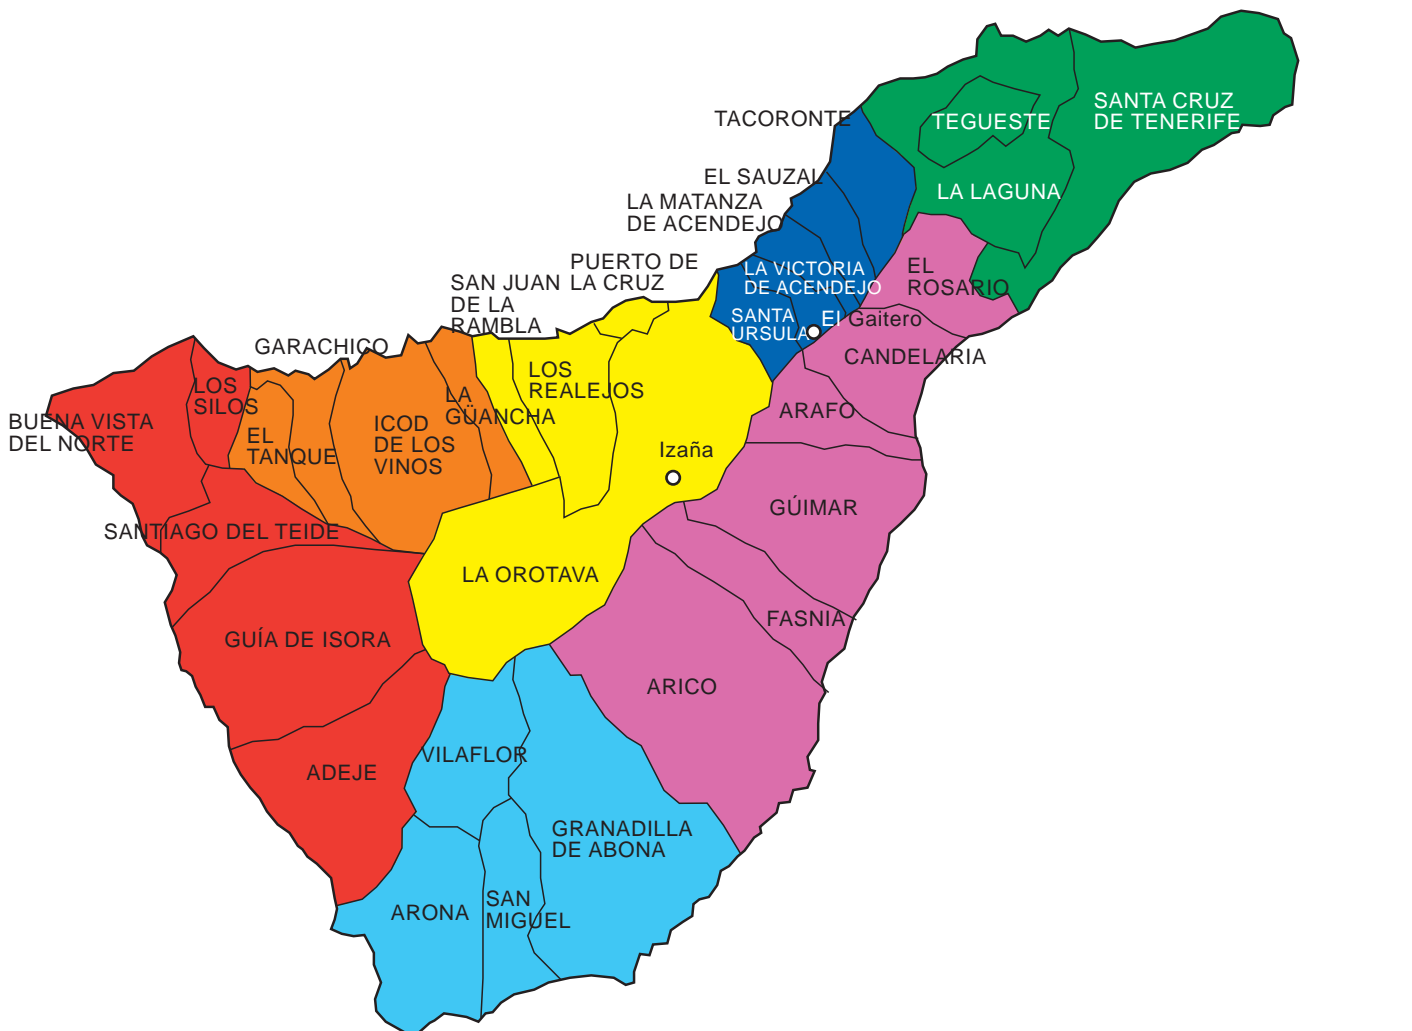 SANTA CRUZ
DE TENERIFE
TACORONTE
TEGUESTE
EL SAUZAL
LA LAGUNA
LA MATANZA
DE ACENDEJO
PUERTO DE
LA CRUZ
LA VICTORIA
DE ACENDEJO
EL
ROSARIO
SAN JUAN
DE LA
RAMBLA
SANTA
URSULA
El Gaitero
GARACHICO
CANDELARIA
LOS
SILOS
LOS
REALEJOS
LA
GÜANCHA
ARAFO
BUENA VISTA
DEL NORTE
EL
TANQUE
ICOD
DE LOS
VINOS
Izaña
GÚIMAR
SANTIAGO DEL TEIDE
LA OROTAVA
FASNIA
GUÍA DE ISORA
ARICO
VILAFLOR
ADEJE
GRANADILLA
DE ABONA
ARONA
SAN
MIGUEL